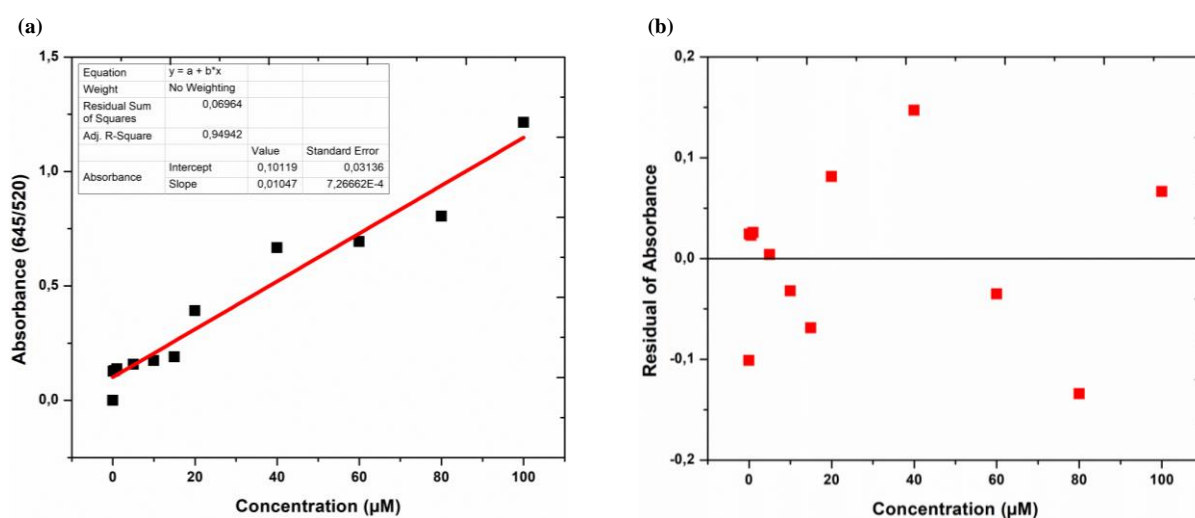 (a)
1,5
1,0
0,5
0,0
Absorbance (645/520)
Equation y = a + b*x
Weight No Weighting
Residual Sum of Squares 0,06964
Adj. R-Square 0,94942
Value Standard Error
Absorbance Intercept 0,10119 0,03136
Slope 0,01047 7,26662E-4
0 20 40 60 80 100
Concentration (µM)
(b)
0,2
0,1
0,0
-0,1
-0,2
Residual of Absorbance
0 20 40 60 80 100
Concentration (µM)